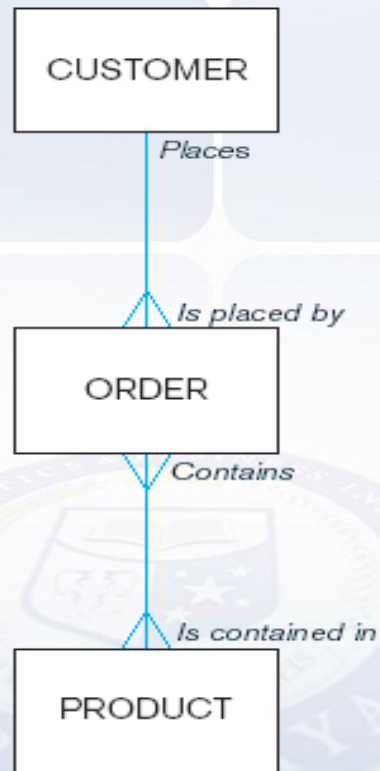 CUSTOMER
Places
Is placed by
ORDER
Contains
Is contained in
PRODUCT